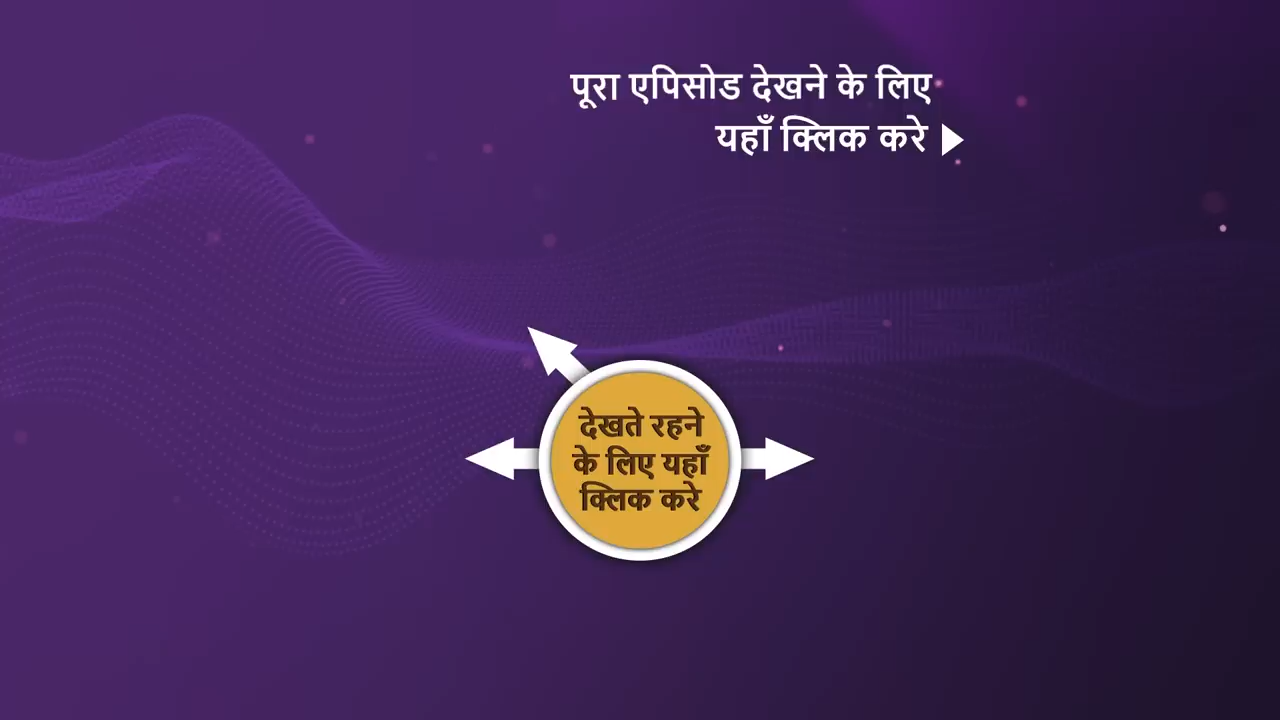 पूरा एपिसोड देखने के लिए
यहाँ क्लिक करे
देखते रहने
के लिए यहाँ
क्लिक करे